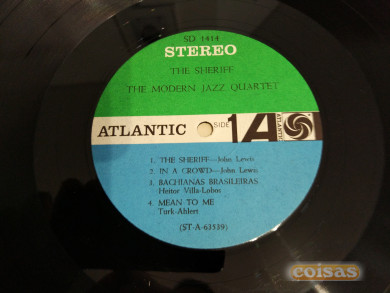 SD 1414
STEREO
THE SHERIFF
THE MODERN JAZZ QUARTET
ATLANTIC SIDE 1A ATLANTIC
1. THE SHERIFF—John Lewis
2. IN A CROWD—John Lewis
3. BACHIANAS BRASILEIRAS
Heitor Villa-Lobos
4. MEAN TO ME
Turk-Ahlert
(ST-A-63539)
coisas